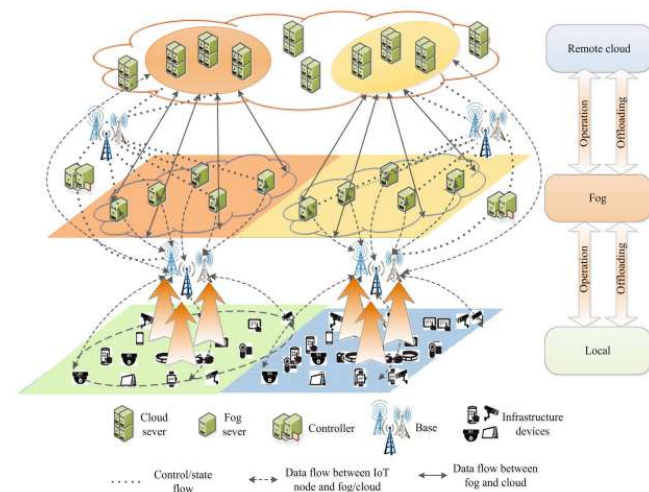 Remote cloud
Operation
Offloading
Fog
Operation
Offloading
Local
Cloud
sever
Fog
sever
Controller
Base
Infrastructure
devices
Control/state
flow
Data flow between IoT
node and fog/cloud
Data flow between
fog and cloud